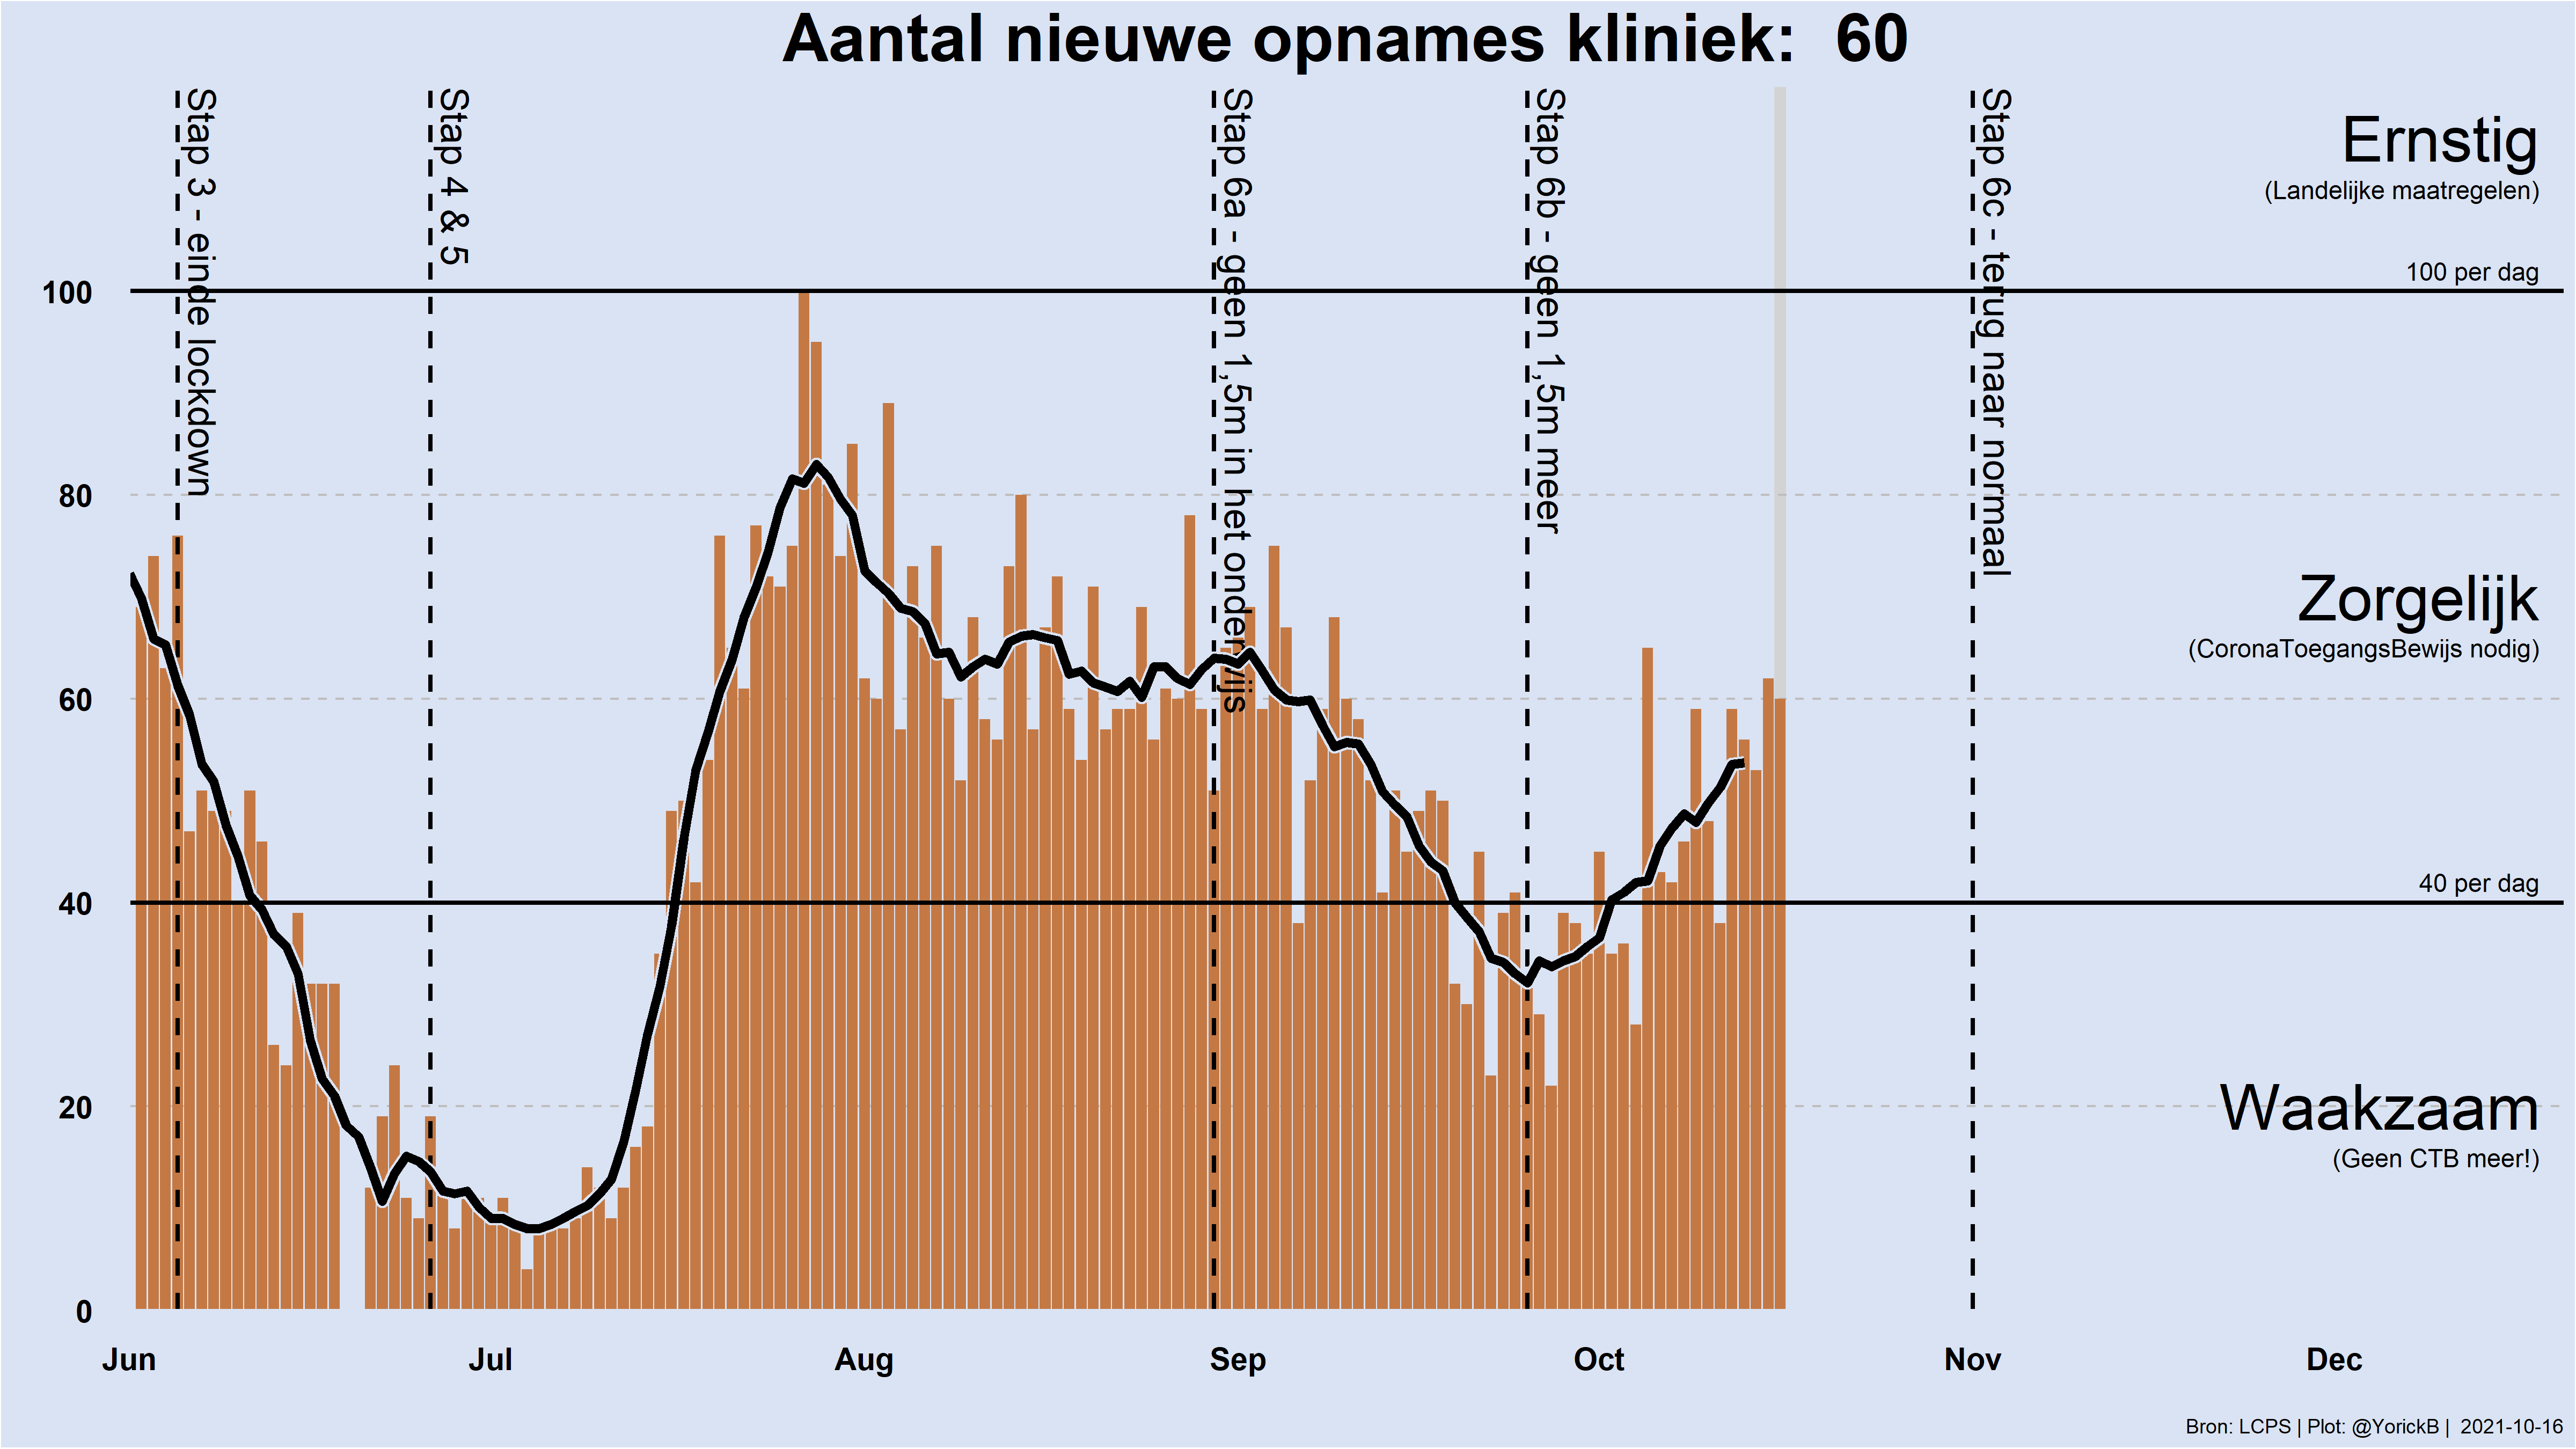 Aantal nieuwe opnames kliniek:  60
Stap 3 - einde lockdown
Stap 4 & 5
Stap 6a - geen 1,5m in het onderwijs
Stap 6b - geen 1,5m meer
Stap 6c - terug naar normaal
Ernstig
(Landelijke maatregelen)
100 per dag
Zorgelijk
(CoronaToegangsBewijs nodig)
40 per dag
Waakzaam
(Geen CTB meer!)
100
80
60
40
20
0
Jun Jul Aug Sep Oct Nov Dec
Bron: LCPS | Plot: @YorickB |  2021-10-16